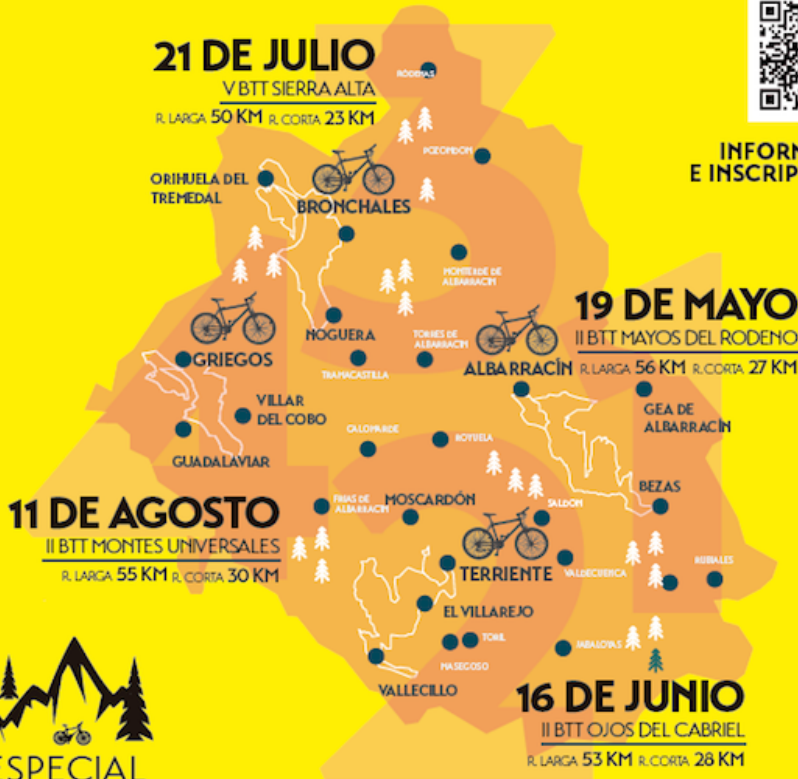 21 DE JULIO
V BTT SIERRA ALTA
R. LARGA 50 KM R. CORTA 23 KM
RÓDENAS
POZONDÓN
INFORM
E INSCRIP
ORIHUELA DEL
TREMEDAL
BRONCHALES
MONTERDE DE
ALBARRACÍN
19 DE MAYO
II BTT MAYOS DEL RODENO
R. LARGA 56 KM R. CORTA 27 KM
NOGUERA
TORRES DE
ALBARRACÍN
GRIEGOS
TRAMACASTILLA
ALBARRACÍN
VILLAR
DEL COBO
GEA DE
ALBARRACÍN
CALOMARDE
ROYUELA
GUADALAVIAR
BEZAS
11 DE AGOSTO
II BTT MONTES UNIVERSALES
R. LARGA 55 KM R. CORTA 30 KM
FRÍAS DE
ALBARRACÍN
MOSCARDÓN
SALDÓN
TERRIENTE
VALDECUENCA
RUBIALES
EL VILLAREJO
TORIL
MASEGOSO
JABALOYAS
VALLECILLO
16 DE JUNIO
II BTT OJOS DEL CABRIEL
R. LARGA 53 KM R. CORTA 28 KM
ESPECIAL